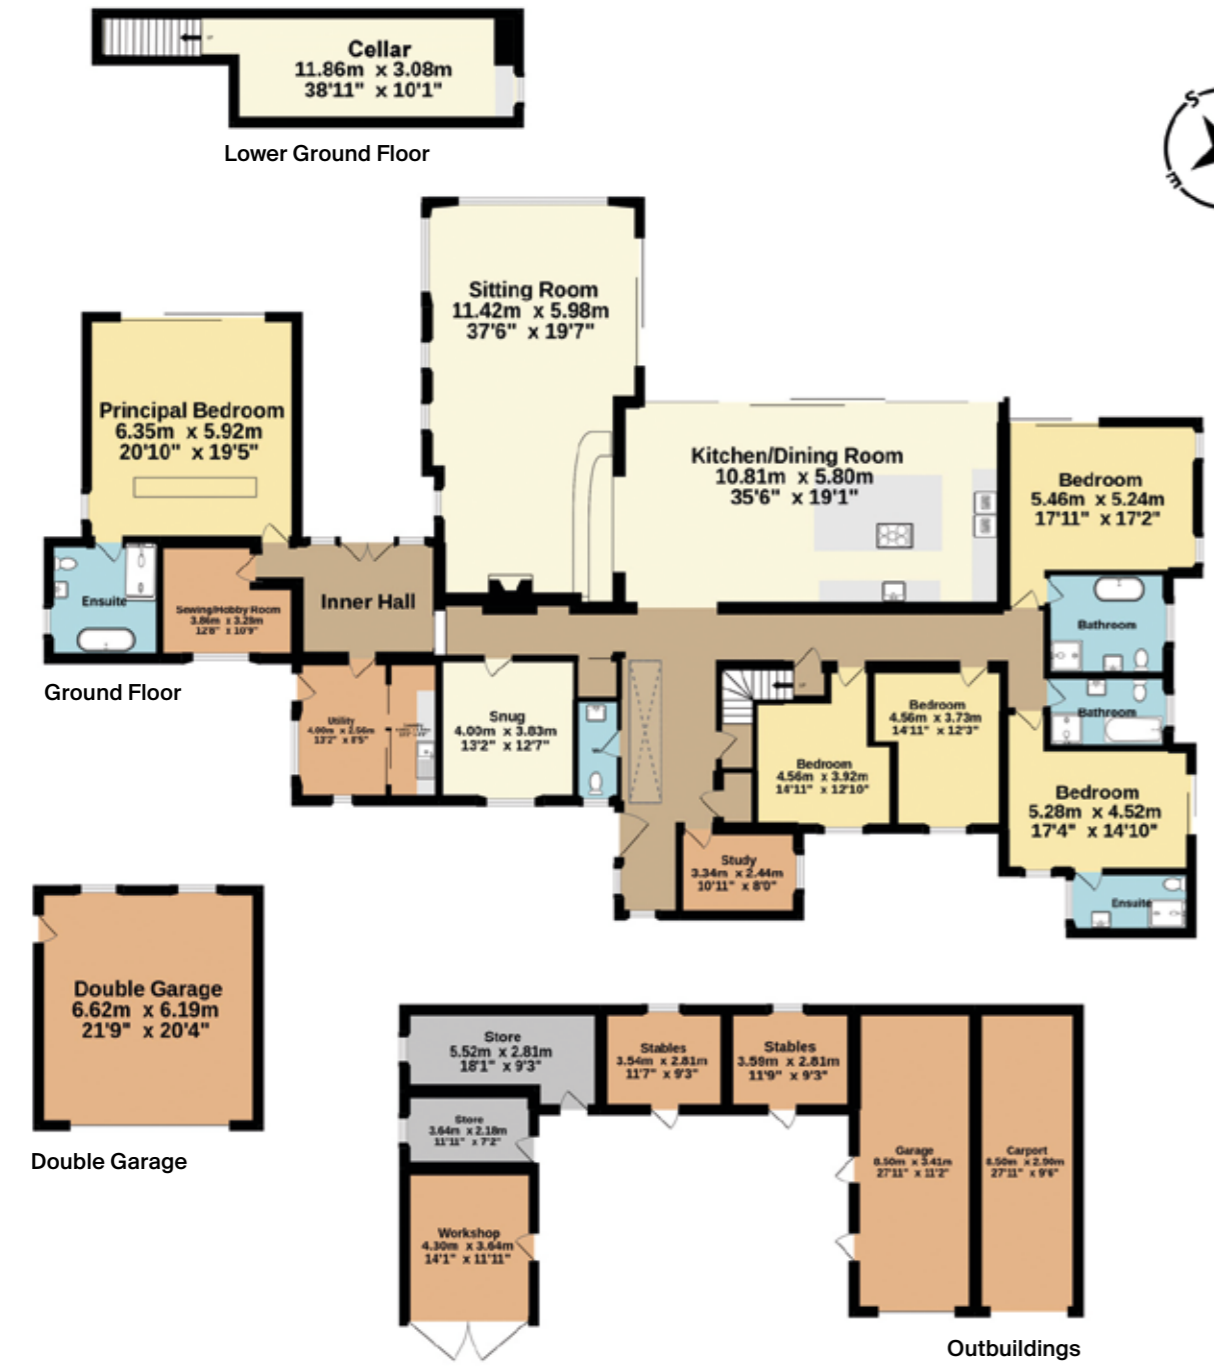 Cellar
11.86m x 3.08m
38'11" x 10'1"
Lower Ground Floor
S
E
Sitting Room
11.42m x 5.98m
37'6" x 19'7"
Principal Bedroom
6.35m x 5.92m
20'10" x 19'5"
Kitchen/Dining Room
10.81m x 5.80m
35'6" x 19'1"
Bedroom
5.46m x 5.24m
17'11" x 17'2"
Ensuite
Sewing/Hobby Room
3.86m x 3.28m
12'8" x 10'9"
Inner Hall
Bathroom
Ground Floor
Utility
4.00m x 2.56m
13'2" x 8'5"
Snug
4.00m x 3.83m
13'2" x 12'7"
Bedroom
4.56m x 3.92m
14'11" x 12'10"
Bedroom
4.56m x 3.73m
14'11" x 12'3"
Bathroom
Bedroom
5.28m x 4.52m
17'4" x 14'10"
Study
3.34m x 2.44m
10'11" x 8'0"
Ensuite
Double Garage
6.62m x 6.19m
21'9" x 20'4"
Double Garage
Store
5.52m x 2.81m
18'1" x 9'3"
Stables
3.54m x 2.81m
11'7" x 9'3"
Stables
3.59m x 2.81m
11'9" x 9'3"
Store
3.64m x 2.18m
11'11" x 7'2"
Garage
8.50m x 3.41m
27'11" x 11'2"
Carport
8.50m x 2.90m
27'11" x 9'6"
Workshop
4.30m x 3.64m
14'1" x 11'11"
Outbuildings